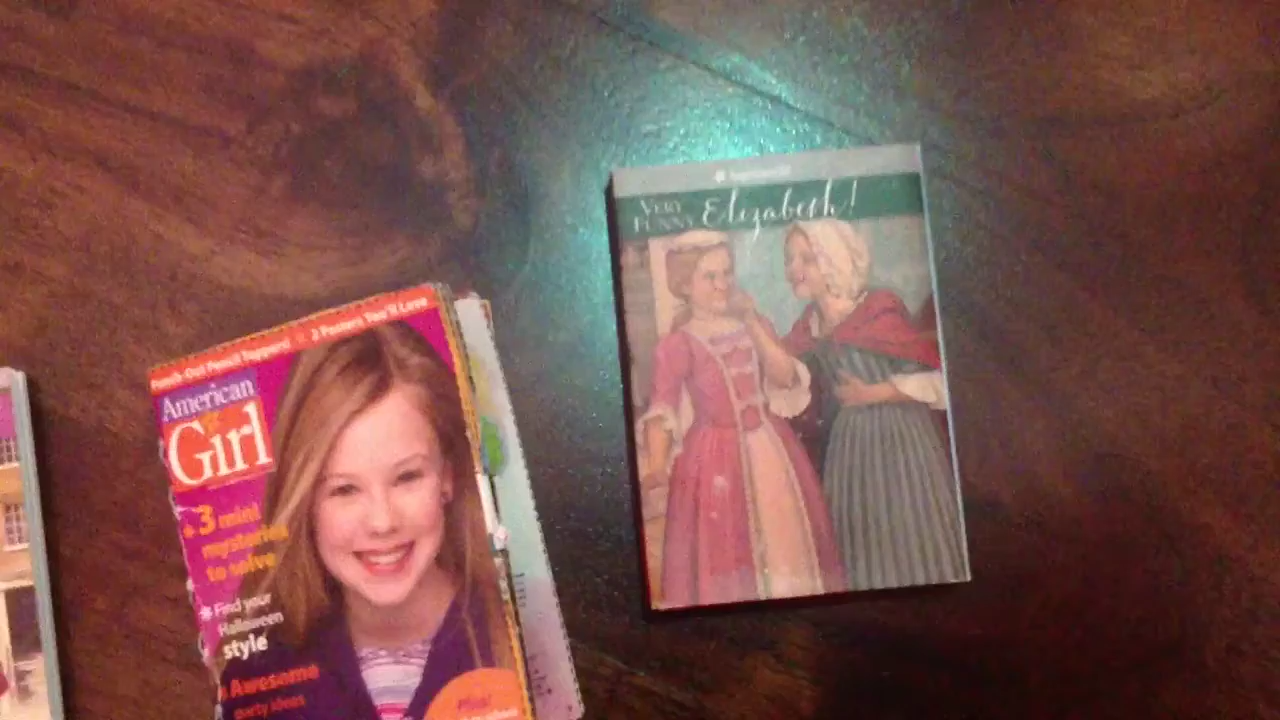 Punch-Out Pencil Toppers! 2 Posters You'll Love
American
Girl
3 mini
mysteries
to solve
Find your
Halloween
style
Awesome
party ideas
Plus!
VERY
FUNNY Elizabeth!